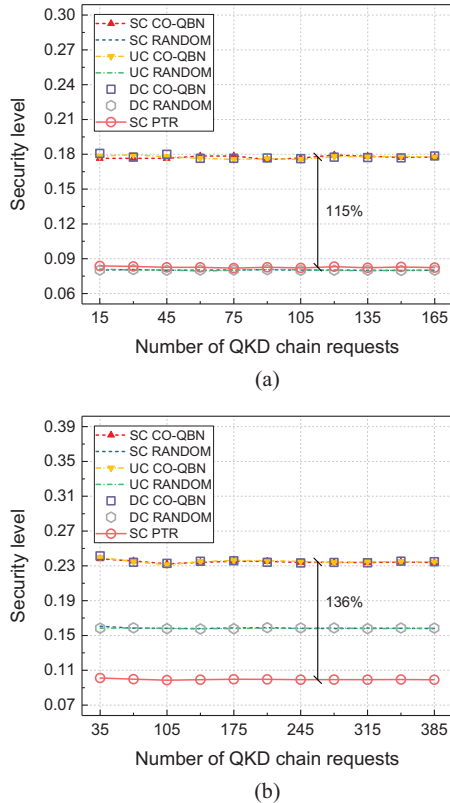 0.30
0.27
0.24
0.21
0.18
0.15
0.12
0.09
0.06
Security level
SC CO-QBN
SC RANDOM
UC CO-QBN
UC RANDOM
DC CO-QBN
DC RANDOM
SC PTR
115%
15 45 75 105 135 165
Number of QKD chain requests
(a)
0.39
0.35
0.31
0.27
0.23
0.19
0.15
0.11
0.07
Security level
SC CO-QBN
SC RANDOM
UC CO-QBN
UC RANDOM
DC CO-QBN
DC RANDOM
SC PTR
136%
35 105 175 245 315 385
Number of QKD chain requests
(b)